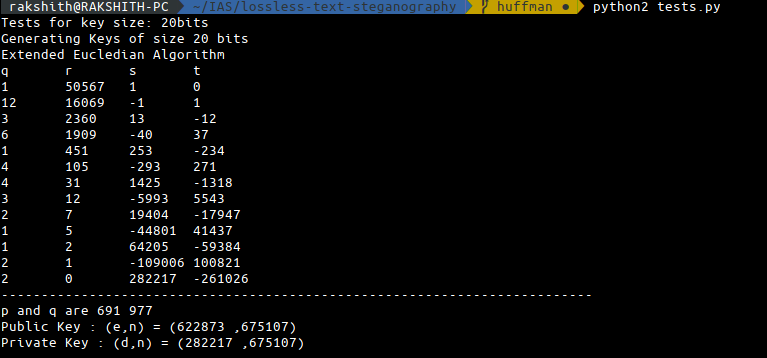 rakshith@RAKSHITH-PC ~/IAS/lossless-text-steganography huffman ● python2 tests.py
Tests for key size: 20bits
Generating Keys of size 20 bits
Extended Eucledian Algorithm
q r s t
1 50567 1 0
12 16069 -1 1
3 2360 13 -12
6 1909 -40 37
1 451 253 -234
4 105 -293 271
4 31 1425 -1318
3 12 -5993 5543
2 7 19404 -17947
1 5 -44801 41437
1 2 64205 -59384
2 1 -109006 100821
2 0 282217 -261026
--------------------------------------------------------------------------
p and q are 691 977
Public Key : (e,n) = (622873 ,675107)
Private Key : (d,n) = (282217 ,675107)